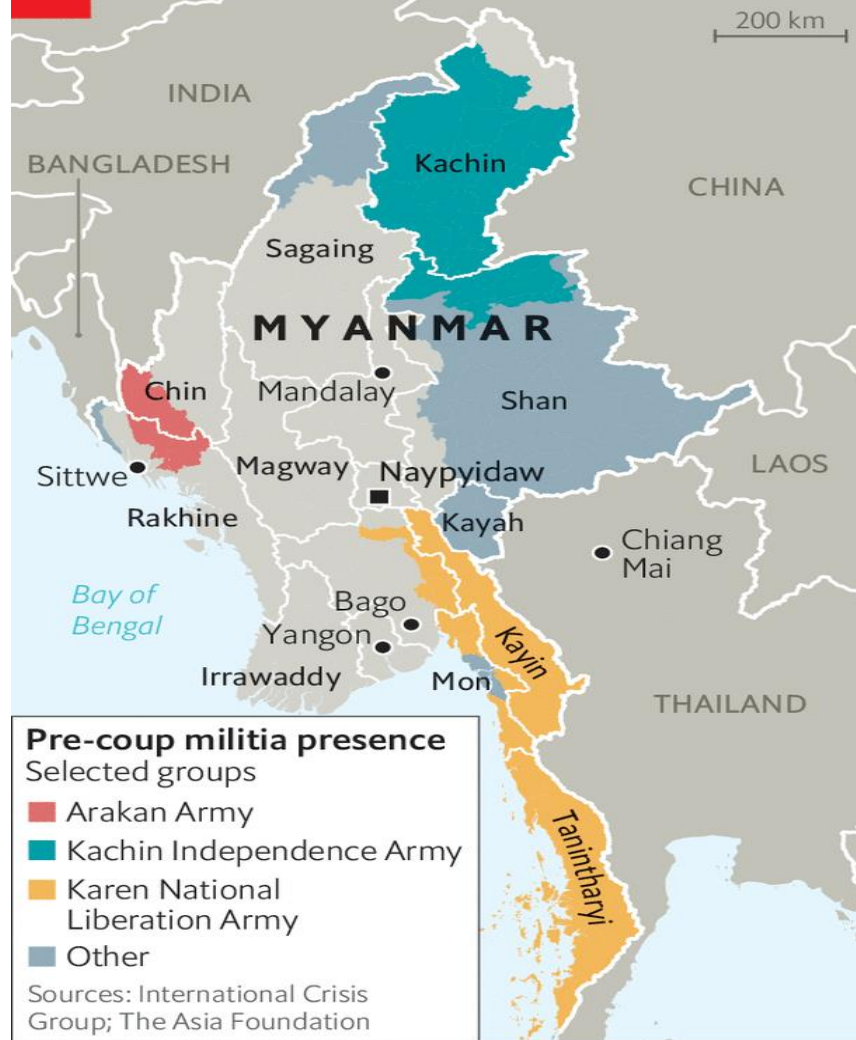 200 km
INDIA
BANGLADESH
Kachin
CHINA
Sagaing
MYANMAR
Chin
Mandalay
Shan
Magway
Naypyidaw
LAOS
Sittwe
Rakhine
Kayah
Chiang
Mai
Bay of
Bengal
Bago
Yangon
Kayin
Irrawaddy
Mon
THAILAND
Tanintharyi
Pre-coup militia presence
Selected groups
Arakan Army
Kachin Independence Army
Karen National
Liberation Army
Other
Sources: International Crisis
Group; The Asia Foundation